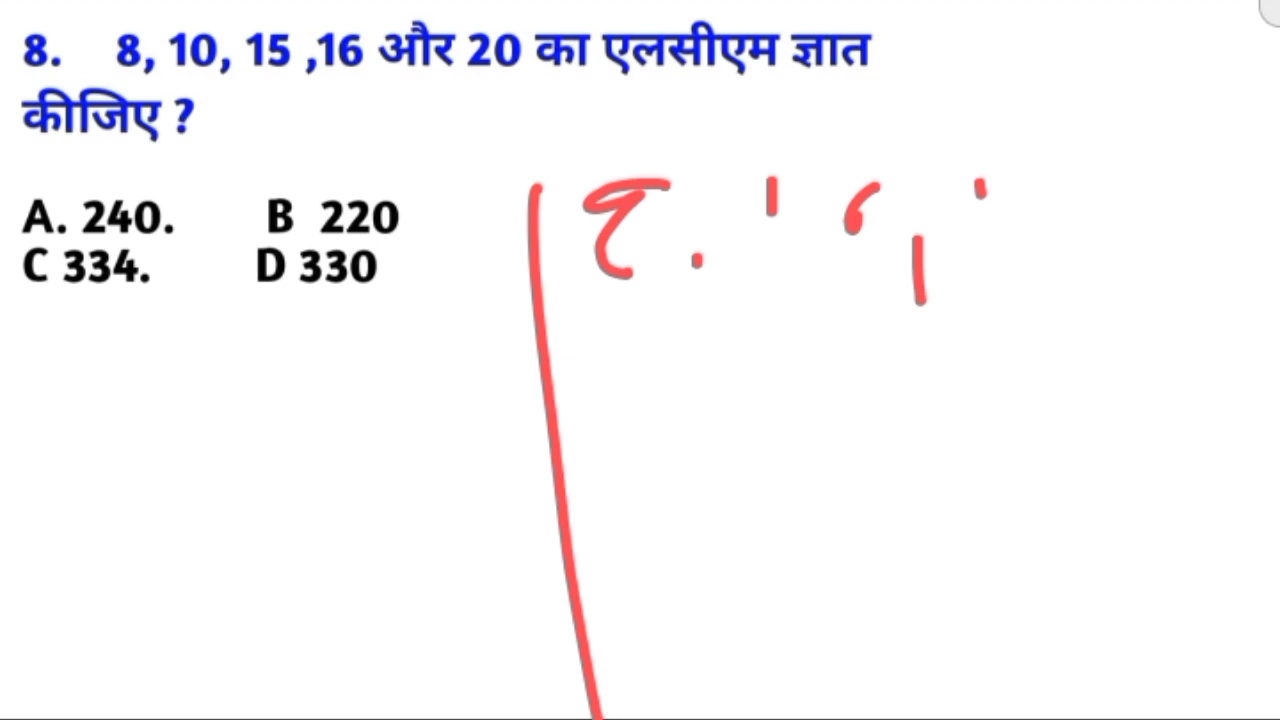 8. 8, 10, 15 ,16 और 20 का एलसीएम ज्ञात
कीजिए ?
A. 240. B 220
C 334. D 330